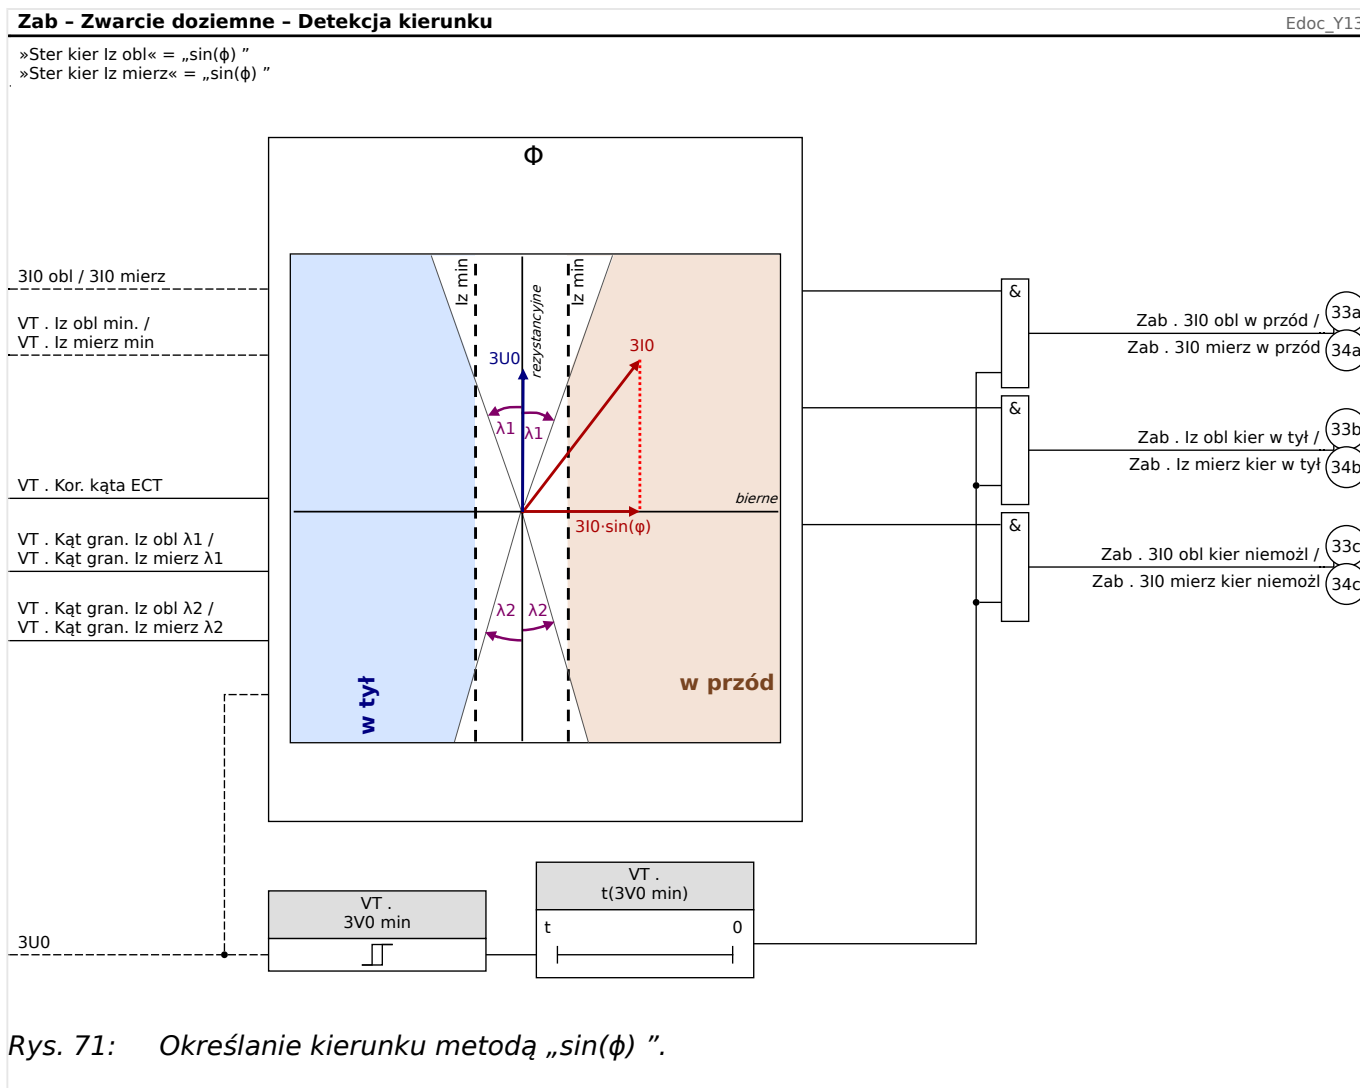 Zab – Zwarcie doziemne – Detekcja kierunku
Edoc_Y13
»Ster kier Iz obl« = „sin(ϕ) ”
»Ster kier Iz mierz« = „sin(ϕ) ”
Φ
3I0 obl / 3I0 mierz
VT . Iz obl min. /
VT . Iz mierz min
VT . Kor. kąta ECT
VT . Kąt gran. Iz obl λ1 /
VT . Kąt gran. Iz mierz λ1
VT . Kąt gran. Iz obl λ2 /
VT . Kąt gran. Iz mierz λ2
Iz min
rezystancyjne
Iz min
3U0
3I0
λ1
λ1
bierne
3I0·sin(φ)
λ2
λ2
w tył
w przód
&
Zab . 3I0 obl w przód /
Zab . 3I0 mierz w przód
33a
34a
&
Zab . Iz obl kier w tył /
Zab . Iz mierz kier w tył
33b
34b
&
Zab . 3I0 obl kier niemożl /
Zab . 3I0 mierz kier niemożl
33c
34c
3U0
VT .
3V0 min
VT .
t(3V0 min)
t
0
Rys. 71: Określanie kierunku metodą „sin(ϕ) ”.